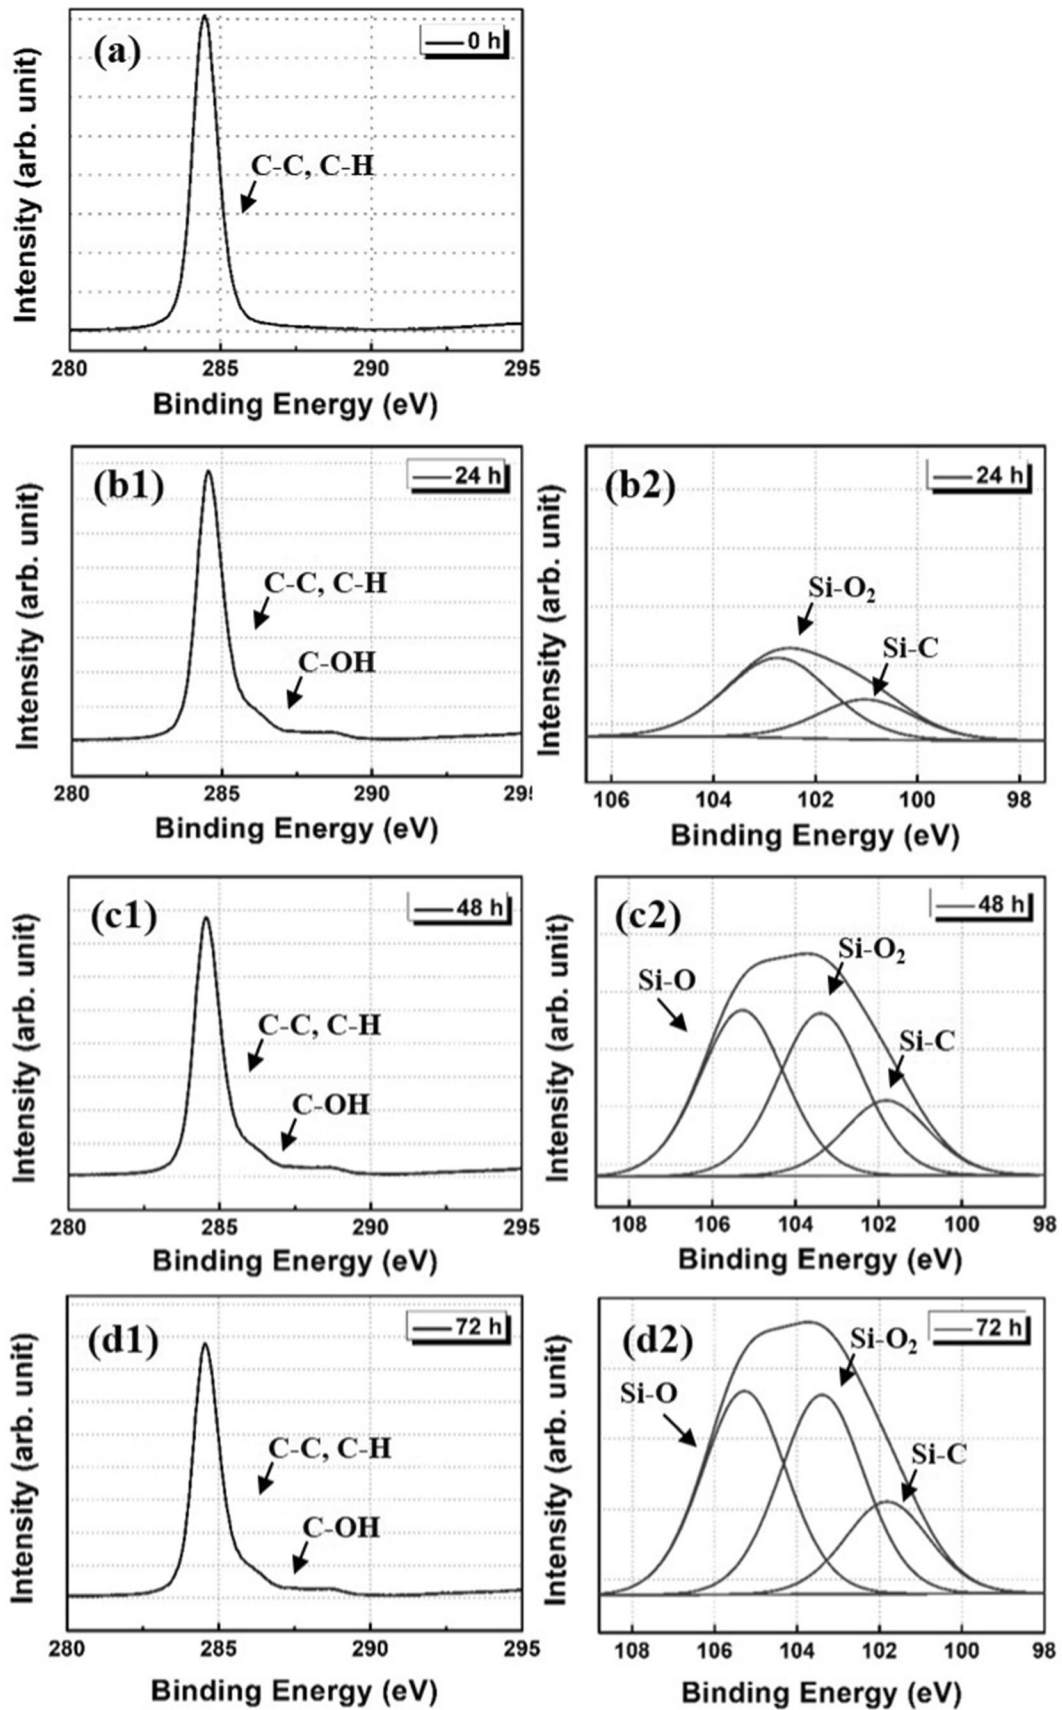 (a)
0 h
C-C, C-H
Intensity (arb. unit)
280 285 290 295
Binding Energy (eV)
(b1)
24 h
C-C, C-H
C-OH
Intensity (arb. unit)
280 285 290 29
Binding Energy (eV)
(b2)
24 h
Si-O₂
Si-C
Intensity (arb. unit)
106 104 102 100 98
Binding Energy (eV)
(c1)
48 h
C-C, C-H
C-OH
Intensity (arb. unit)
280 285 290 295
Binding Energy (eV)
(c2)
48 h
Si-O₂
Si-O
Si-C
Intensity (arb. unit)
108 106 104 102 100 98
Binding Energy (eV)
(d1)
72 h
C-C, C-H
C-OH
Intensity (arb. unit)
280 285 290 295
Binding Energy (eV)
(d2)
72 h
Si-O₂
Si-O
Si-C
Intensity (arb. unit)
108 106 104 102 100 98
Binding Energy (eV)